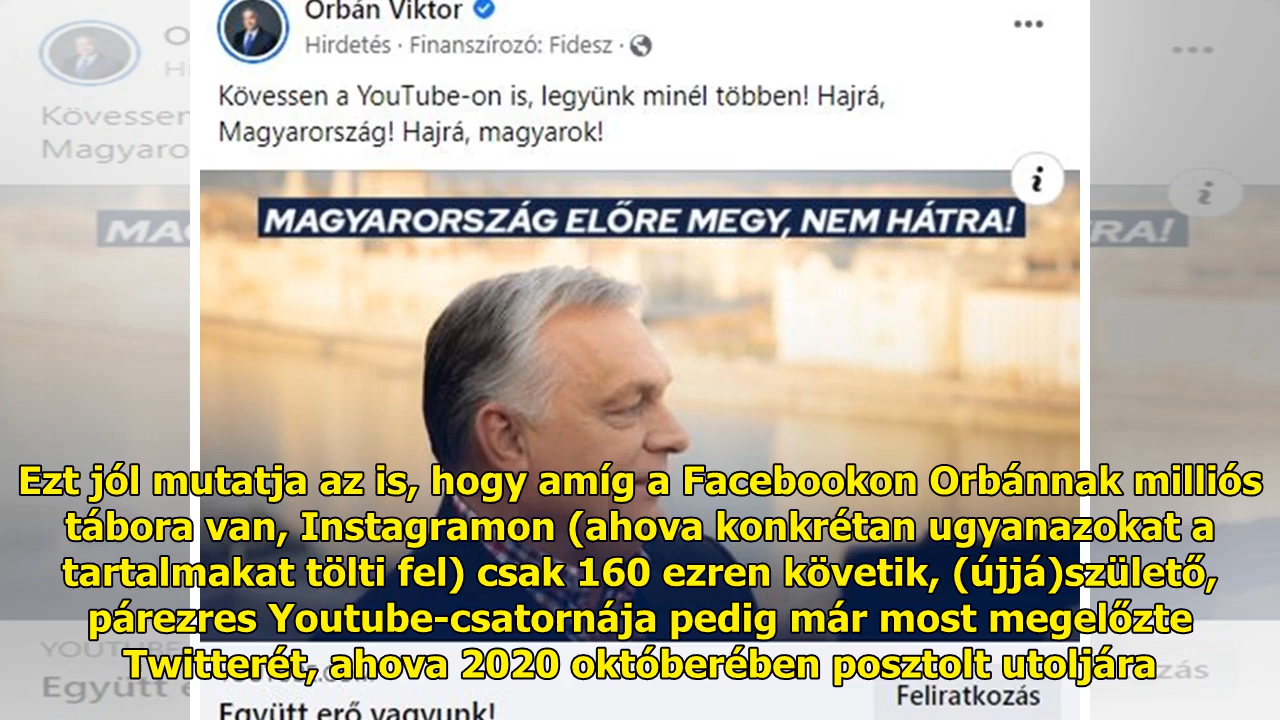 Orbán Viktor
Hirdetés · Finanszírozó: Fidesz ·
Kövessen a YouTube-on is, legyünk minél többen! Hajrá,
Magyarország! Hajrá, magyarok!
MAGYARORSZÁG ELŐRE MEGY, NEM HÁTRA!
Ezt jól mutatja az is, hogy amíg a Facebookon Orbánnak milliós
tábora van, Instagramon (ahova konkrétan ugyanazokat a
tartalmakat tölti fel) csak 160 ezren követik, (újjá)születő,
párezres Youtube-csatornája pedig már most megelőzte
Twitterét, ahova 2020 októberében posztolt utoljára
Együtt erő vagyunk!
Feliratkozás